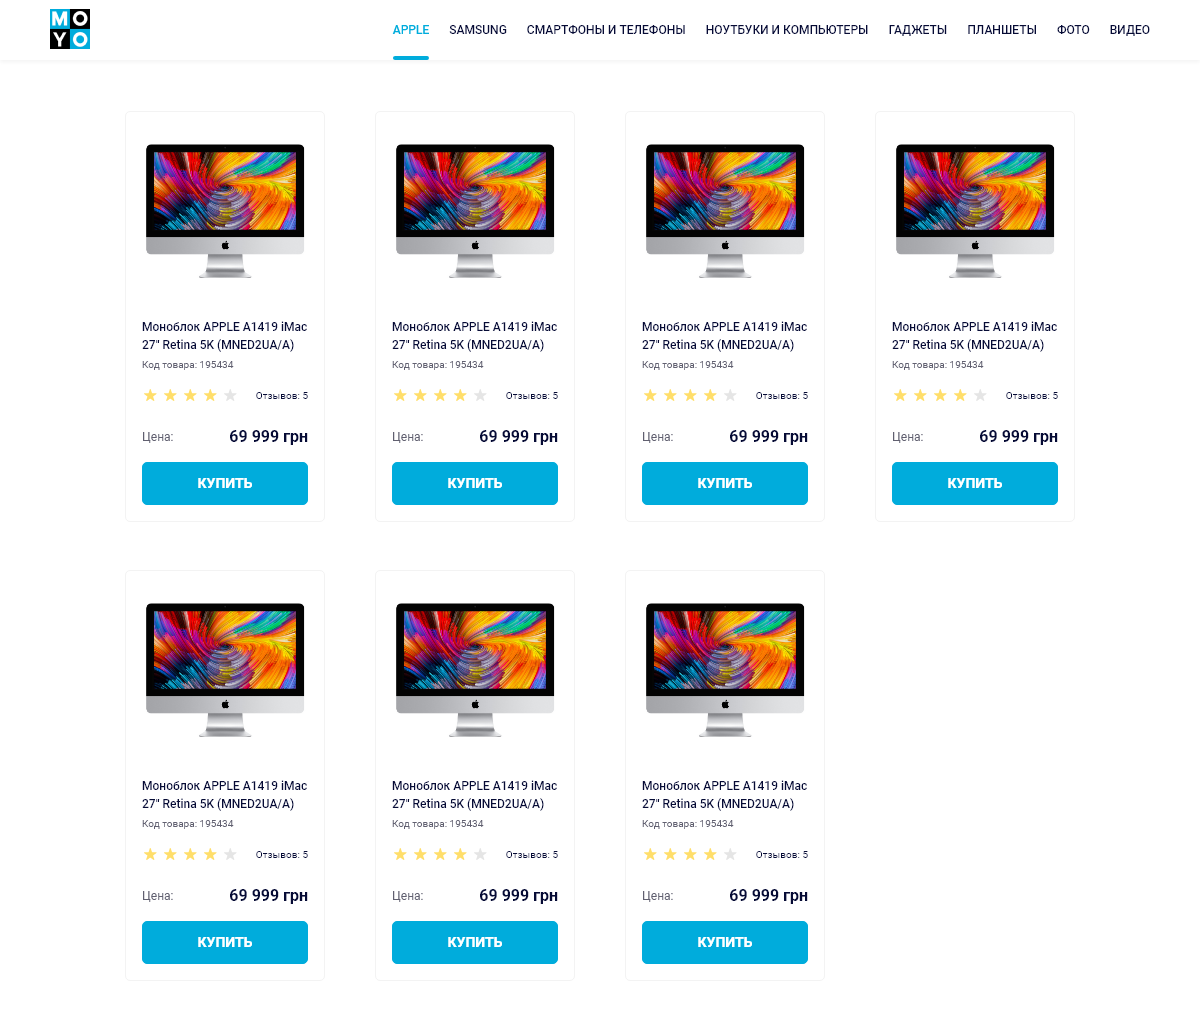 MO
YO
APPLE SAMSUNG СМАРТФОНЫ И ТЕЛЕФОНЫ НОУТБУКИ И КОМПЬЮТЕРЫ ГАДЖЕТЫ ПЛАНШЕТЫ ФОТО ВИДЕО
Моноблок APPLE A1419 iMac
27" Retina 5K (MNED2UA/A)
Код товара: 195434
Отзывов: 5
Цена: 69 999 грн
КУПИТЬ
Моноблок APPLE A1419 iMac
27" Retina 5K (MNED2UA/A)
Код товара: 195434
Отзывов: 5
Цена: 69 999 грн
КУПИТЬ
Моноблок APPLE A1419 iMac
27" Retina 5K (MNED2UA/A)
Код товара: 195434
Отзывов: 5
Цена: 69 999 грн
КУПИТЬ
Моноблок APPLE A1419 iMac
27" Retina 5K (MNED2UA/A)
Код товара: 195434
Отзывов: 5
Цена: 69 999 грн
КУПИТЬ
Моноблок APPLE A1419 iMac
27" Retina 5K (MNED2UA/A)
Код товара: 195434
Отзывов: 5
Цена: 69 999 грн
КУПИТЬ
Моноблок APPLE A1419 iMac
27" Retina 5K (MNED2UA/A)
Код товара: 195434
Отзывов: 5
Цена: 69 999 грн
КУПИТЬ
Моноблок APPLE A1419 iMac
27" Retina 5K (MNED2UA/A)
Код товара: 195434
Отзывов: 5
Цена: 69 999 грн
КУПИТЬ